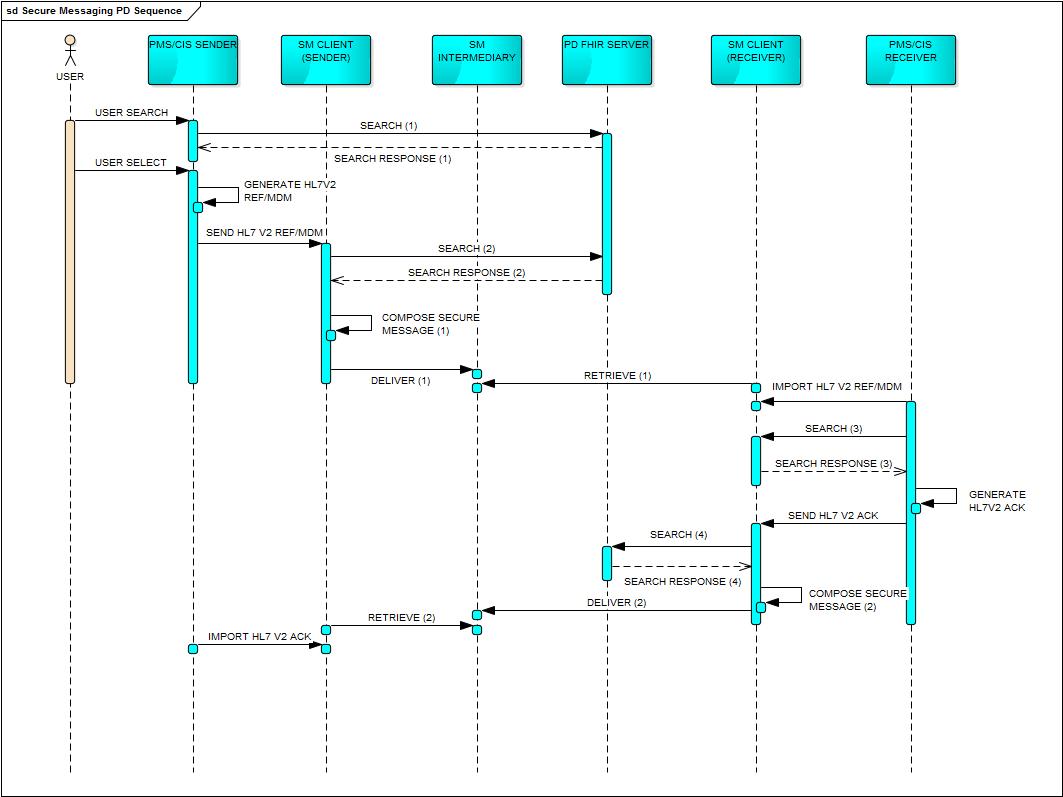 sd Secure Messaging PD Sequence
USER
PMS/CIS SENDER
SM CLIENT
(SENDER)
SM
INTERMEDIARY
PD FHIR SERVER
SM CLIENT
(RECEIVER)
PMS/CIS
RECEIVER
USER SEARCH
SEARCH (1)
SEARCH RESPONSE (1)
USER SELECT
GENERATE HL7V2
REF/MDM
SEND HL7 V2 REF/MDM
SEARCH (2)
SEARCH RESPONSE (2)
COMPOSE SECURE
MESSAGE (1)
DELIVER (1)
RETRIEVE (1)
IMPORT HL7 V2 REF/MDM
SEARCH (3)
SEARCH RESPONSE (3)
GENERATE
HL7V2 ACK
SEND HL7 V2 ACK
SEARCH (4)
SEARCH RESPONSE (4)
COMPOSE SECURE
MESSAGE (2)
DELIVER (2)
RETRIEVE (2)
IMPORT HL7 V2 ACK